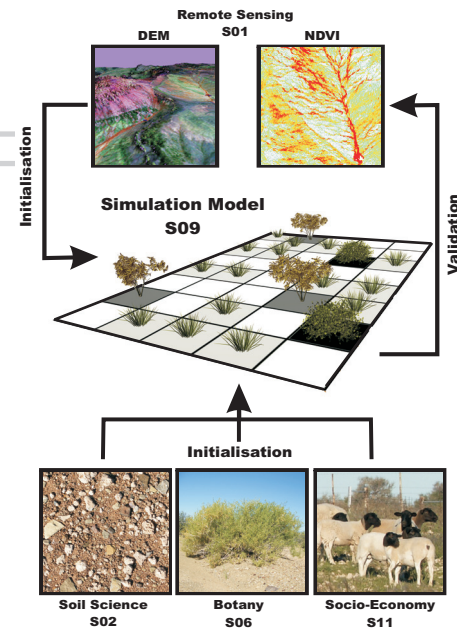 Remote Sensing
S01
DEM
NDVI
Initialisation
Simulation Model
S09
Validation
Initialisation
Soil Science
S02
Botany
S06
Socio-Economy
S11